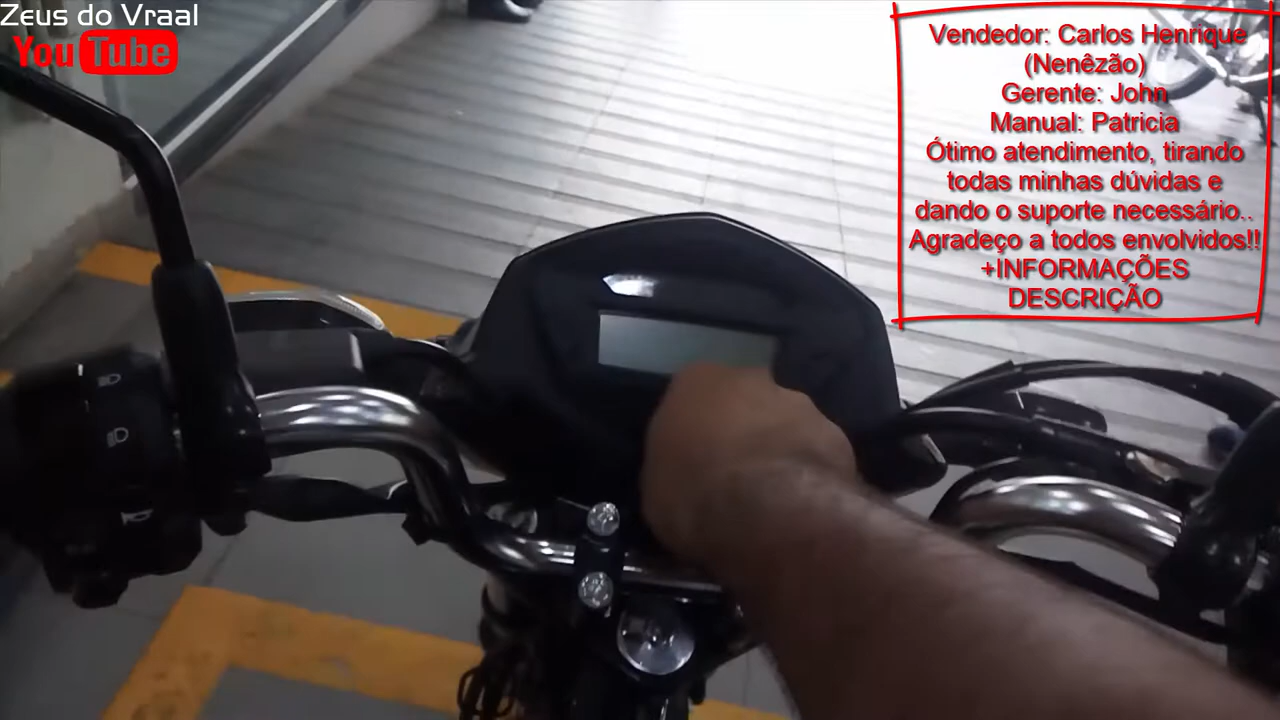 Zeus do Vraal
YouTube
Vendedor: Carlos Henrique
(Nenêzão)
Gerente: John
Manual: Patricia
Ótimo atendimento, tirando
todas minhas dúvidas e
dando o suporte necessário..
Agradeço a todos envolvidos!!
+INFORMAÇÕES
DESCRIÇÃO